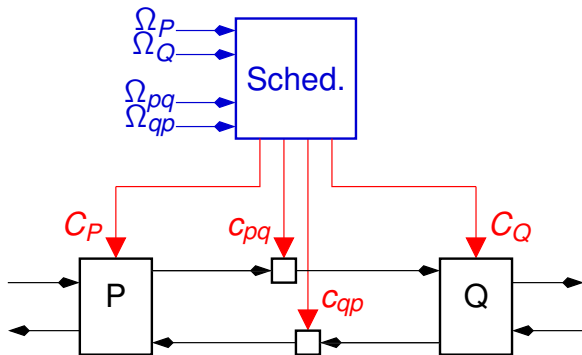 Ω_P
Ω_Q
Sched.
Ω_pq
Ω_qp
C_P
c_pq
C_Q
P
Q
c_qp